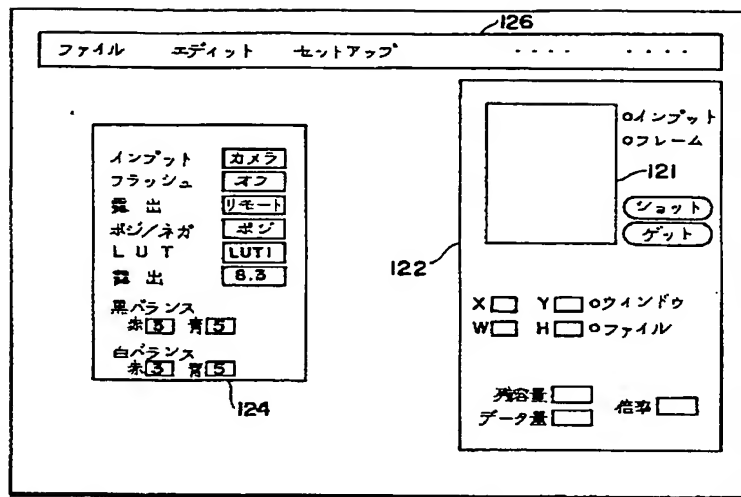 126
ファイル エディット セットアップ ････ ････
インプット カメラ
フラッシュ オフ
露出 リモート
ポジ/ネガ ポジ
LUT LUT1
露出 8.3
黒バランス
赤 3 青 5
白バランス
赤 3 青 5
124
○インプット
○フレーム
121
ショット
ゲット
122
X Y ○ウィンドウ
W H ○ファイル
残容量
データ量
倍率